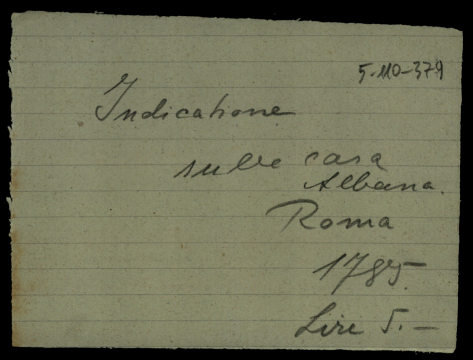 5-110-379
Indicatione
sulle casa
Albana.
Roma
1785.
Lire 5.—